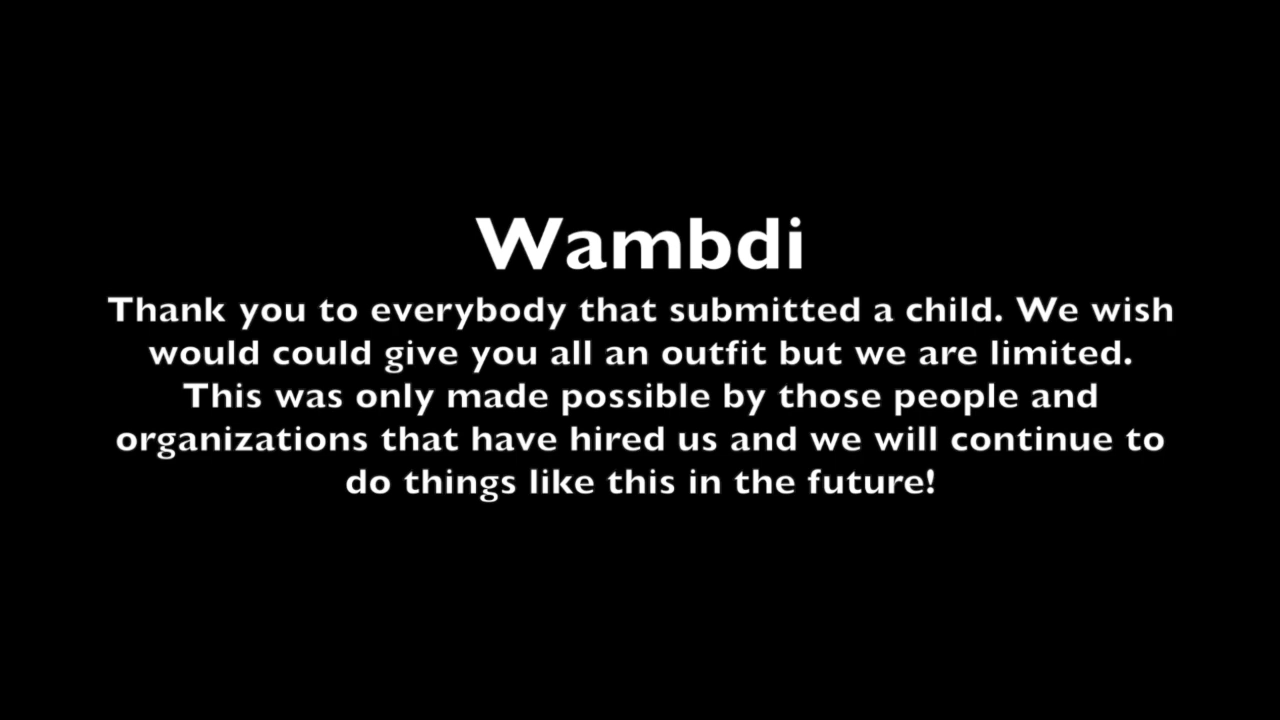 Wambdi
Thank you to everybody that submitted a child. We wish
would could give you all an outfit but we are limited.
This was only made possible by those people and
organizations that have hired us and we will continue to
do things like this in the future!